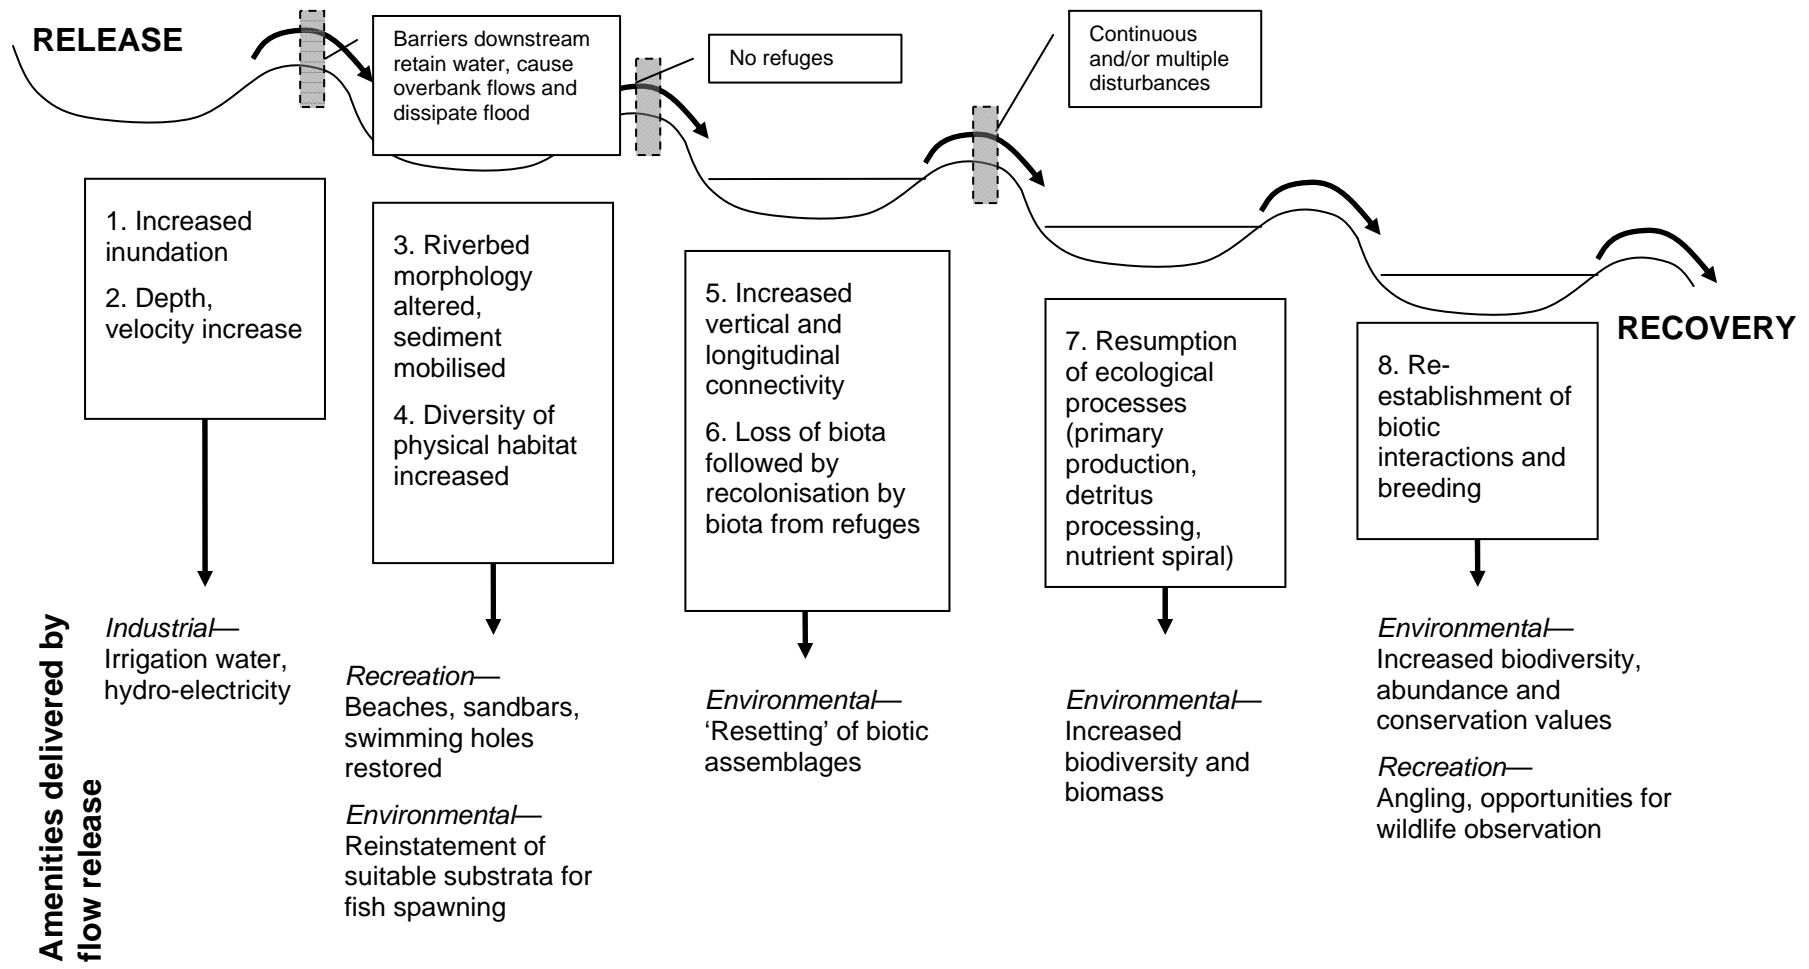 RELEASE
Barriers downstream
retain water, cause
overbank flows and
dissipate flood
No refuges
Continuous
and/or multiple
disturbances
1. Increased
inundation
2. Depth,
velocity increase
3. Riverbed
morphology
altered,
sediment
mobilised
4. Diversity of
physical habitat
increased
5. Increased
vertical and
longitudinal
connectivity
6. Loss of biota
followed by
recolonisation by
biota from refuges
7. Resumption
of ecological
processes
(primary
production,
detritus
processing,
nutrient spiral)
8. Re-
establishment of
biotic
interactions and
breeding
RECOVERY
Amenities delivered by
flow release
Industrial—
Irrigation water,
hydro-electricity
Recreation—
Beaches, sandbars,
swimming holes
restored
Environmental—
Reinstatement of
suitable substrata for
fish spawning
Environmental—
‘Resetting’ of biotic
assemblages
Environmental—
Increased
biodiversity and
biomass
Environmental—
Increased biodiversity,
abundance and
conservation values
Recreation—
Angling, opportunities for
wildlife observation